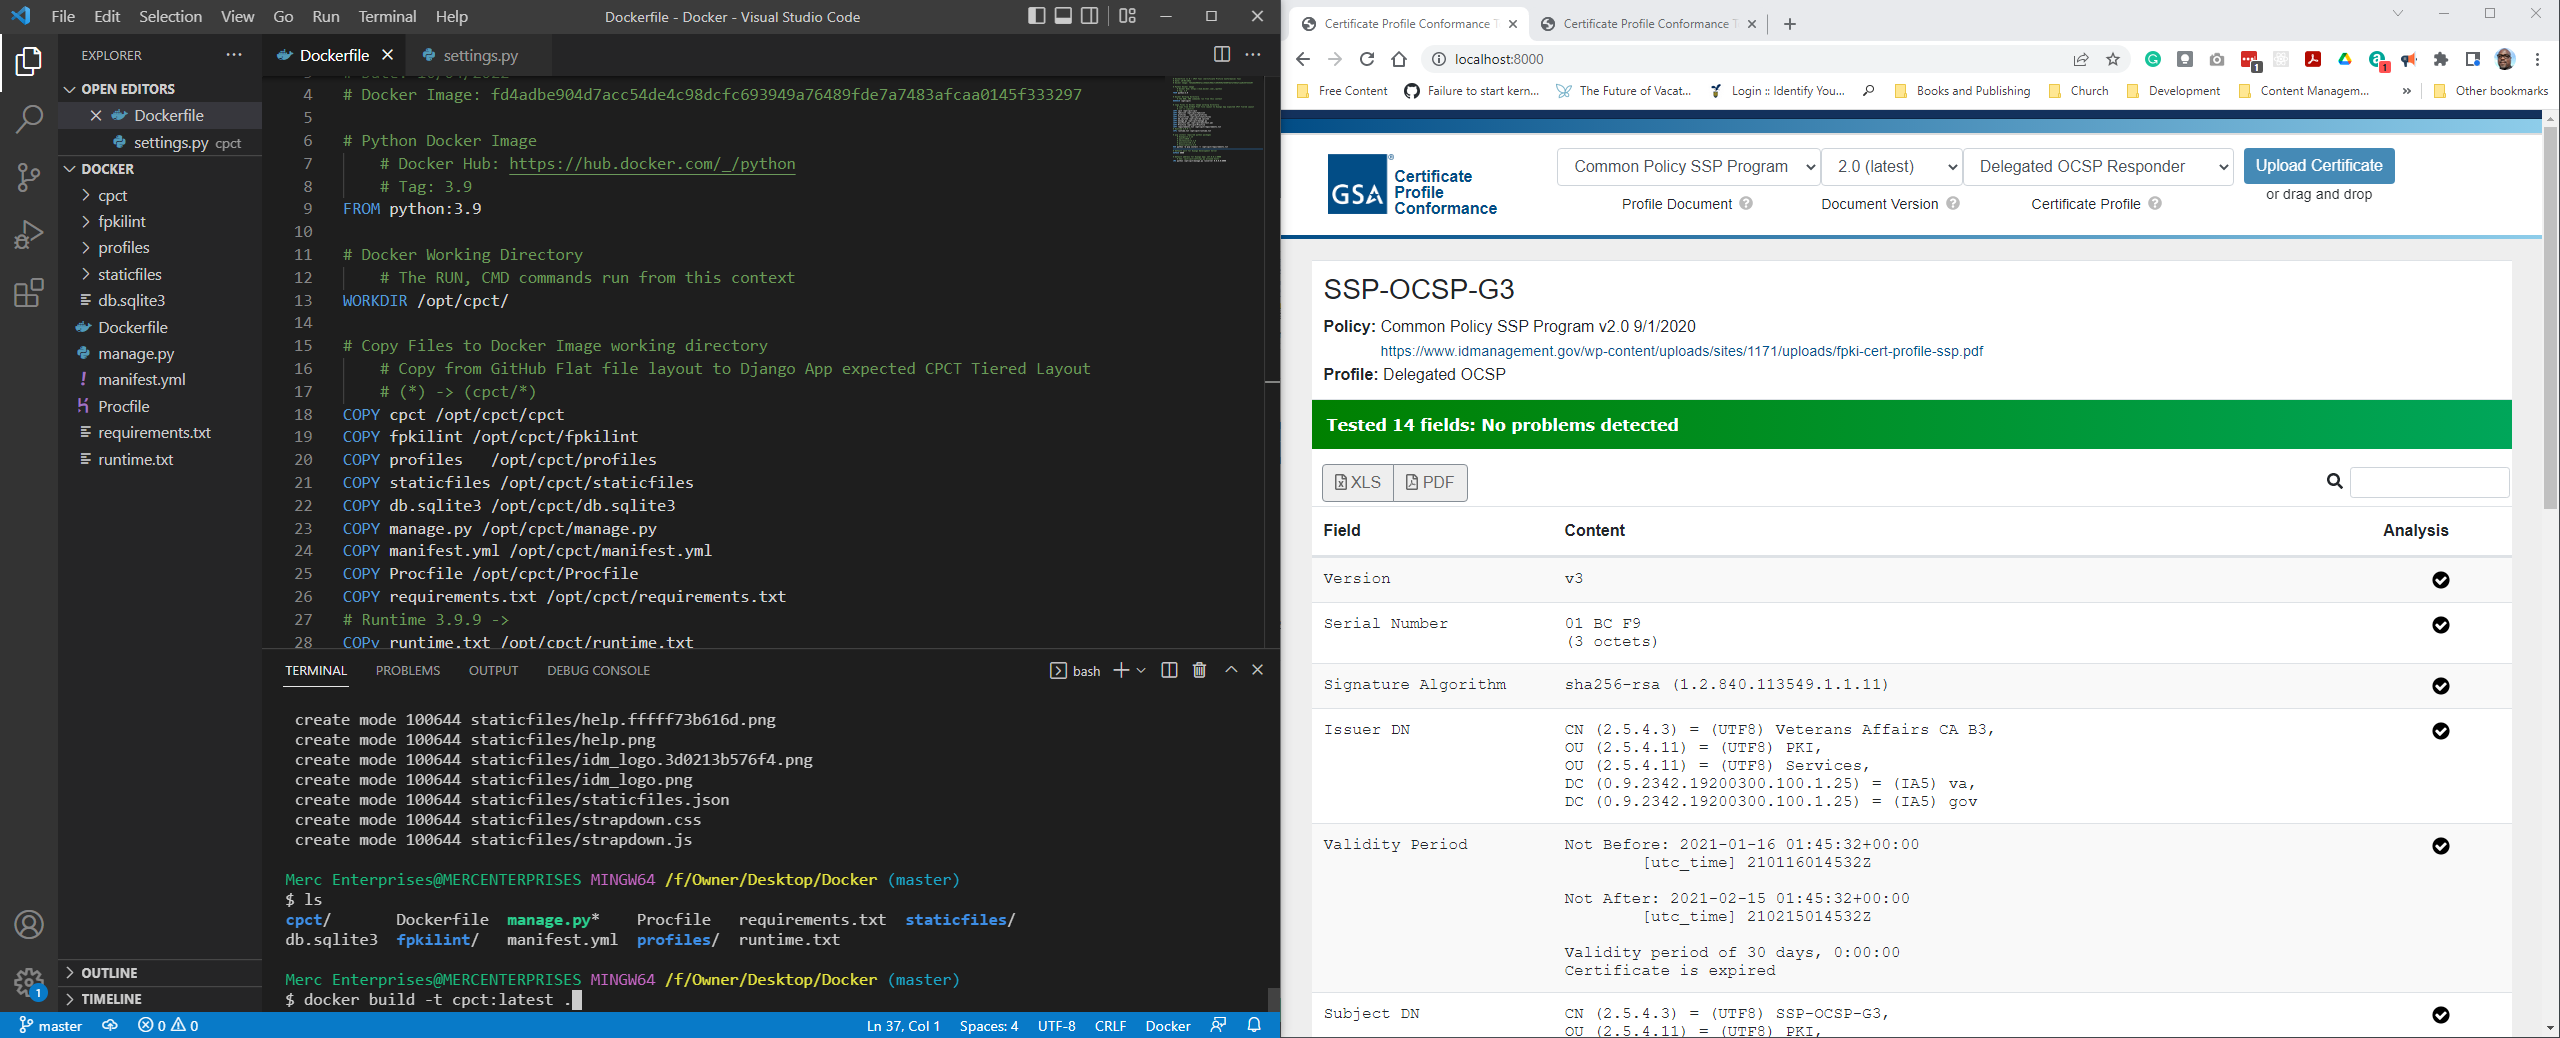 File Edit Selection View Go Run Terminal Help
Dockerfile - Docker - Visual Studio Code
EXPLORER
OPEN EDITORS
Dockerfile
settings.py cpct
DOCKER
cpct
fpkilint
profiles
staticfiles
db.sqlite3
Dockerfile
manage.py
manifest.yml
Procfile
requirements.txt
runtime.txt
OUTLINE
TIMELINE
Dockerfile
settings.py
4 # Docker Image: fd4adbe904d7acc54de4c98dcfc693949a76489fde7a7483afcaa0145f333297
5
6 # Python Docker Image
7 # Docker Hub: https://hub.docker.com/_/python
8 # Tag: 3.9
9 FROM python:3.9
10
11 # Docker Working Directory
12 # The RUN, CMD commands run from this context
13 WORKDIR /opt/cpct/
14
15 # Copy Files to Docker Image working directory
16 # Copy from GitHub Flat file layout to Django App expected CPCT Tiered Layout
17 # (*) -> (cpct/*)
18 COPY cpct /opt/cpct/cpct
19 COPY fpkilint /opt/cpct/fpkilint
20 COPY profiles   /opt/cpct/profiles
21 COPY staticfiles /opt/cpct/staticfiles
22 COPY db.sqlite3 /opt/cpct/db.sqlite3
23 COPY manage.py /opt/cpct/manage.py
24 COPY manifest.yml /opt/cpct/manifest.yml
25 COPY Procfile /opt/cpct/Procfile
26 COPY requirements.txt /opt/cpct/requirements.txt
27 # Runtime 3.9.9 ->
28 COPy runtime.txt /opt/cpct/runtime.txt
TERMINAL PROBLEMS OUTPUT DEBUG CONSOLE
bash
create mode 100644 staticfiles/help.fffff73b616d.png
create mode 100644 staticfiles/help.png
create mode 100644 staticfiles/idm_logo.3d0213b576f4.png
create mode 100644 staticfiles/idm_logo.png
create mode 100644 staticfiles/staticfiles.json
create mode 100644 staticfiles/strapdown.css
create mode 100644 staticfiles/strapdown.js
Merc Enterprises@MERCENTERPRISES MINGW64 /f/Owner/Desktop/Docker (master)
$ ls
cpct/ Dockerfile manage.py* Procfile requirements.txt staticfiles/
db.sqlite3 fpkilint/ manifest.yml profiles/ runtime.txt
Merc Enterprises@MERCENTERPRISES MINGW64 /f/Owner/Desktop/Docker (master)
$ docker build -t cpct:latest .
1
master 0 0 Ln 37, Col 1 Spaces: 4 UTF-8 CRLF Docker
Certificate Profile Conformance T
Certificate Profile Conformance T
localhost:8000
1 1
Free Content Failure to start kern... The Future of Vacat... Login :: Identify You... Books and Publishing Church Development Content Managem... » Other bookmarks
GSA
Certificate
Profile
Conformance
Common Policy SSP Program 2.0 (latest) Delegated OCSP Responder Upload Certificate
or drag and drop
Profile Document ? Document Version ? Certificate Profile ?
SSP-OCSP-G3
Policy: Common Policy SSP Program v2.0 9/1/2020
https://www.idmanagement.gov/wp-content/uploads/sites/1171/uploads/fpki-cert-profile-ssp.pdf
Profile: Delegated OCSP
Tested 14 fields: No problems detected
XLS PDF
Field Content Analysis
Version v3
Serial Number 01 BC F9
(3 octets)
Signature Algorithm sha256-rsa (1.2.840.113549.1.1.11)
Issuer DN CN (2.5.4.3) = (UTF8) Veterans Affairs CA B3,
OU (2.5.4.11) = (UTF8) PKI,
OU (2.5.4.11) = (UTF8) Services,
DC (0.9.2342.19200300.100.1.25) = (IA5) va,
DC (0.9.2342.19200300.100.1.25) = (IA5) gov
Validity Period Not Before: 2021-01-16 01:45:32+00:00
[utc_time] 210116014532Z
Not After: 2021-02-15 01:45:32+00:00
[utc_time] 210215014532Z
Validity period of 30 days, 0:00:00
Certificate is expired
Subject DN CN (2.5.4.3) = (UTF8) SSP-OCSP-G3,
OU (2.5.4.11) = (UTF8) PKI,